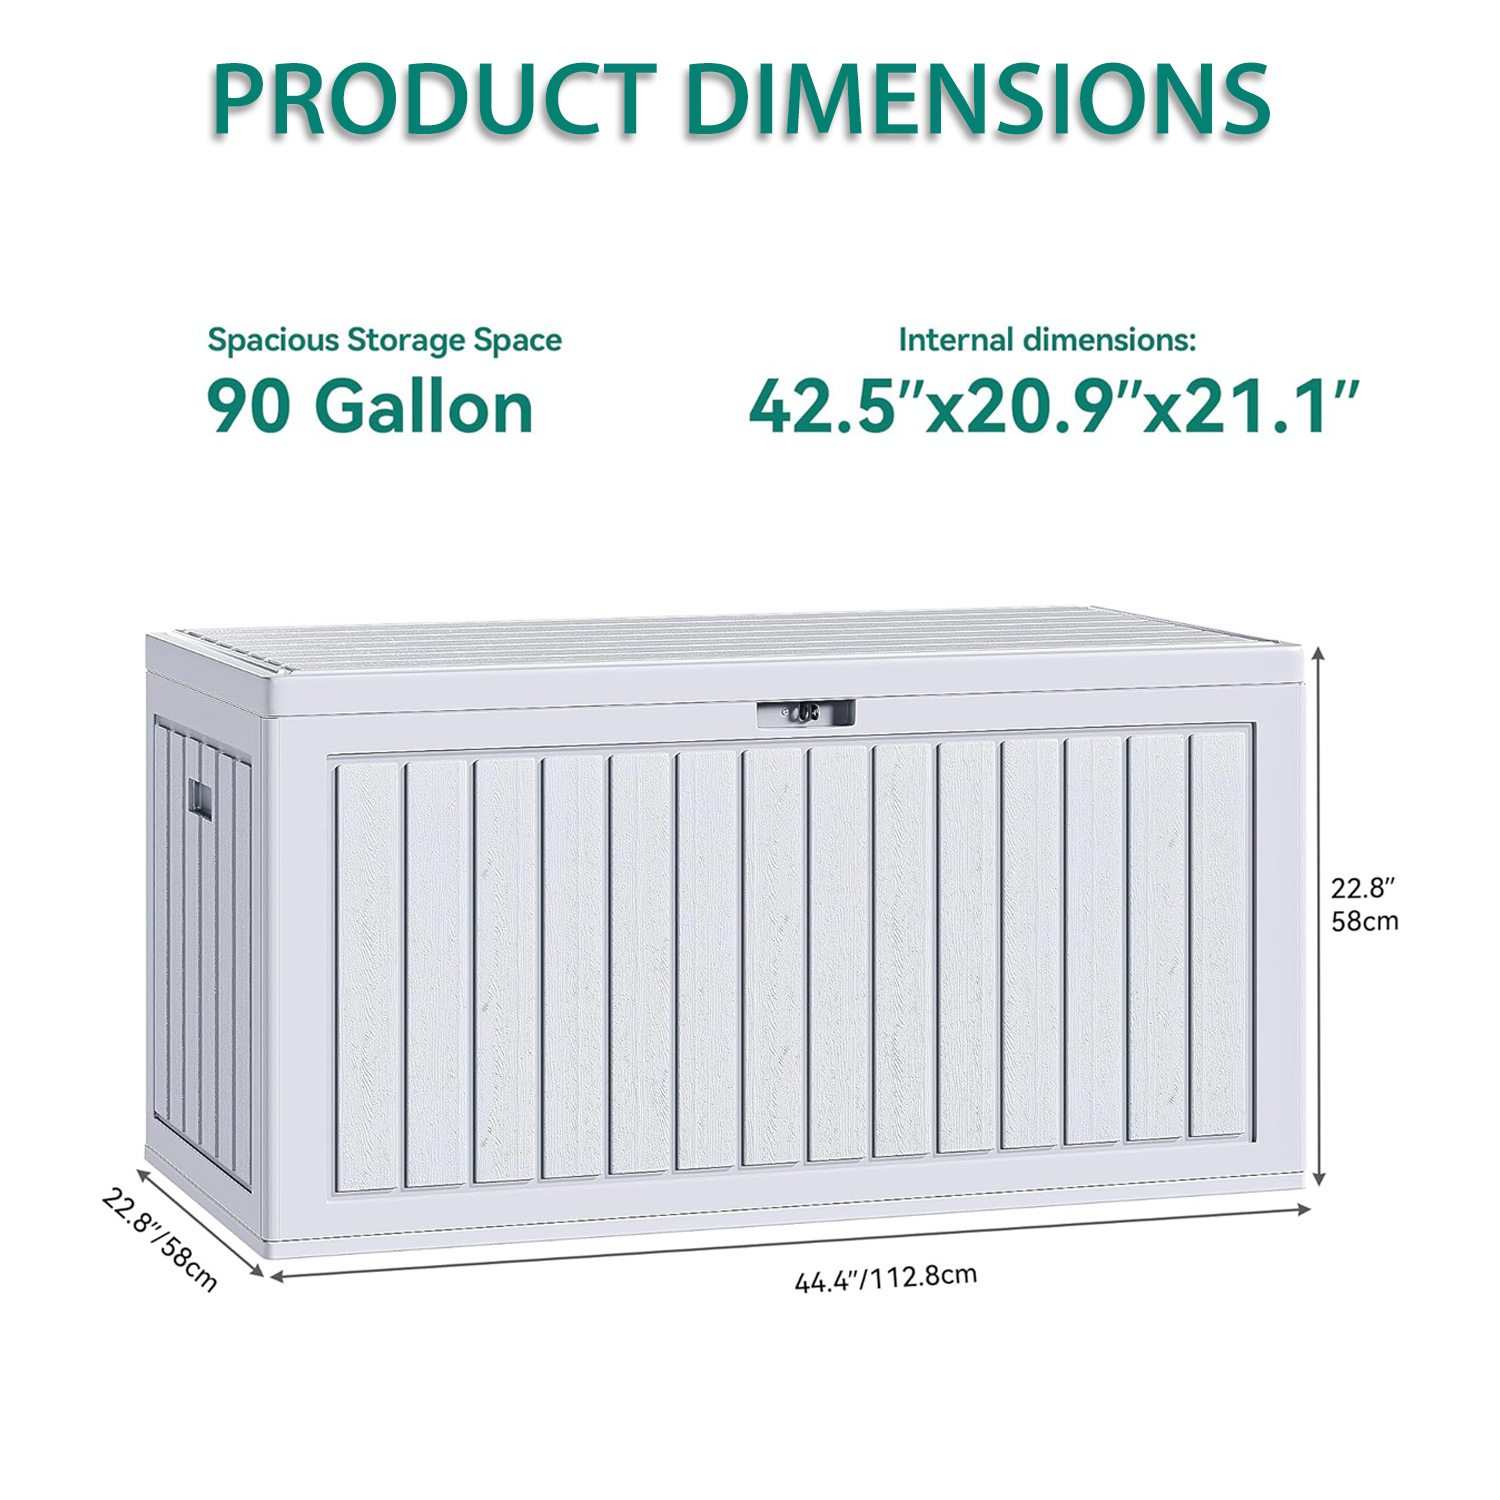 PRODUCT DIMENSIONS
Spacious Storage Space
90 Gallon
Internal dimensions:
42.5”x20.9”x21.1”
22.8”
58cm
22.8”/58cm
44.4”/112.8cm